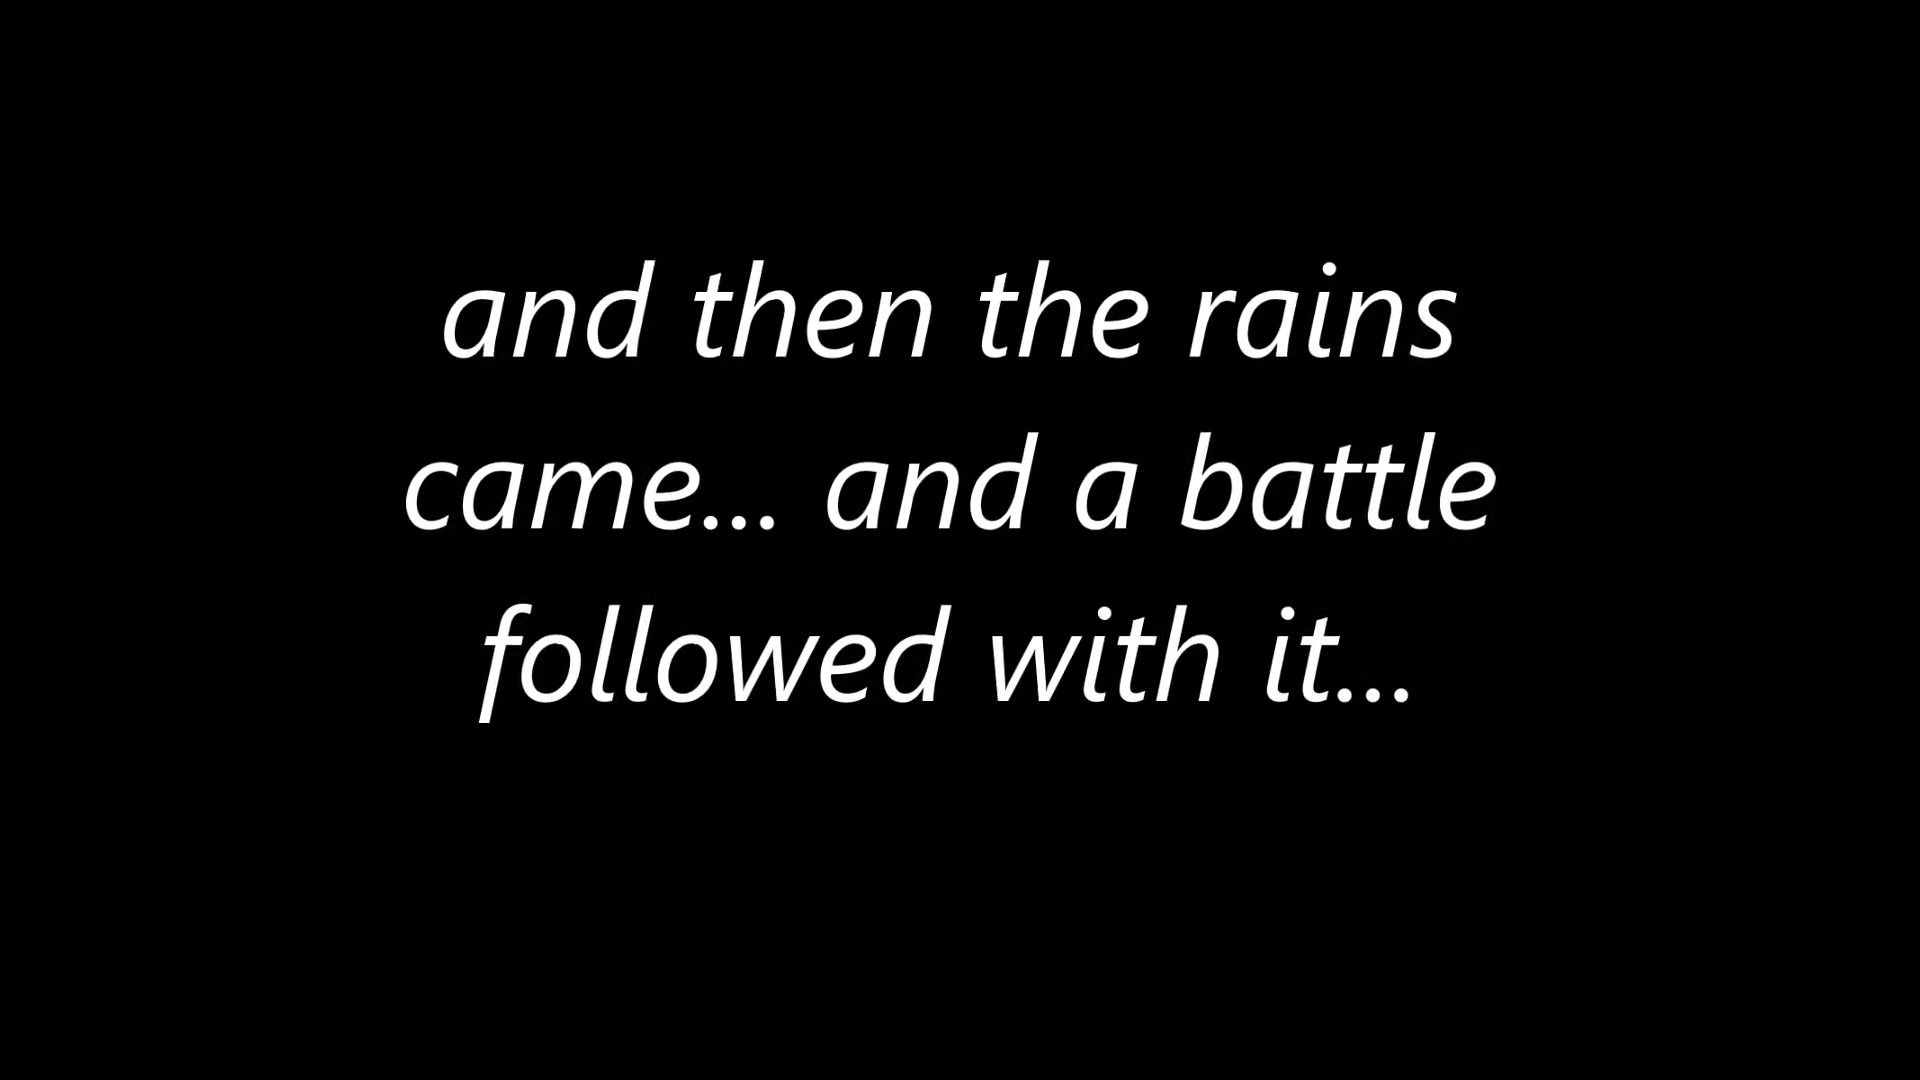 and then the rains
came... and a battle
followed with it...